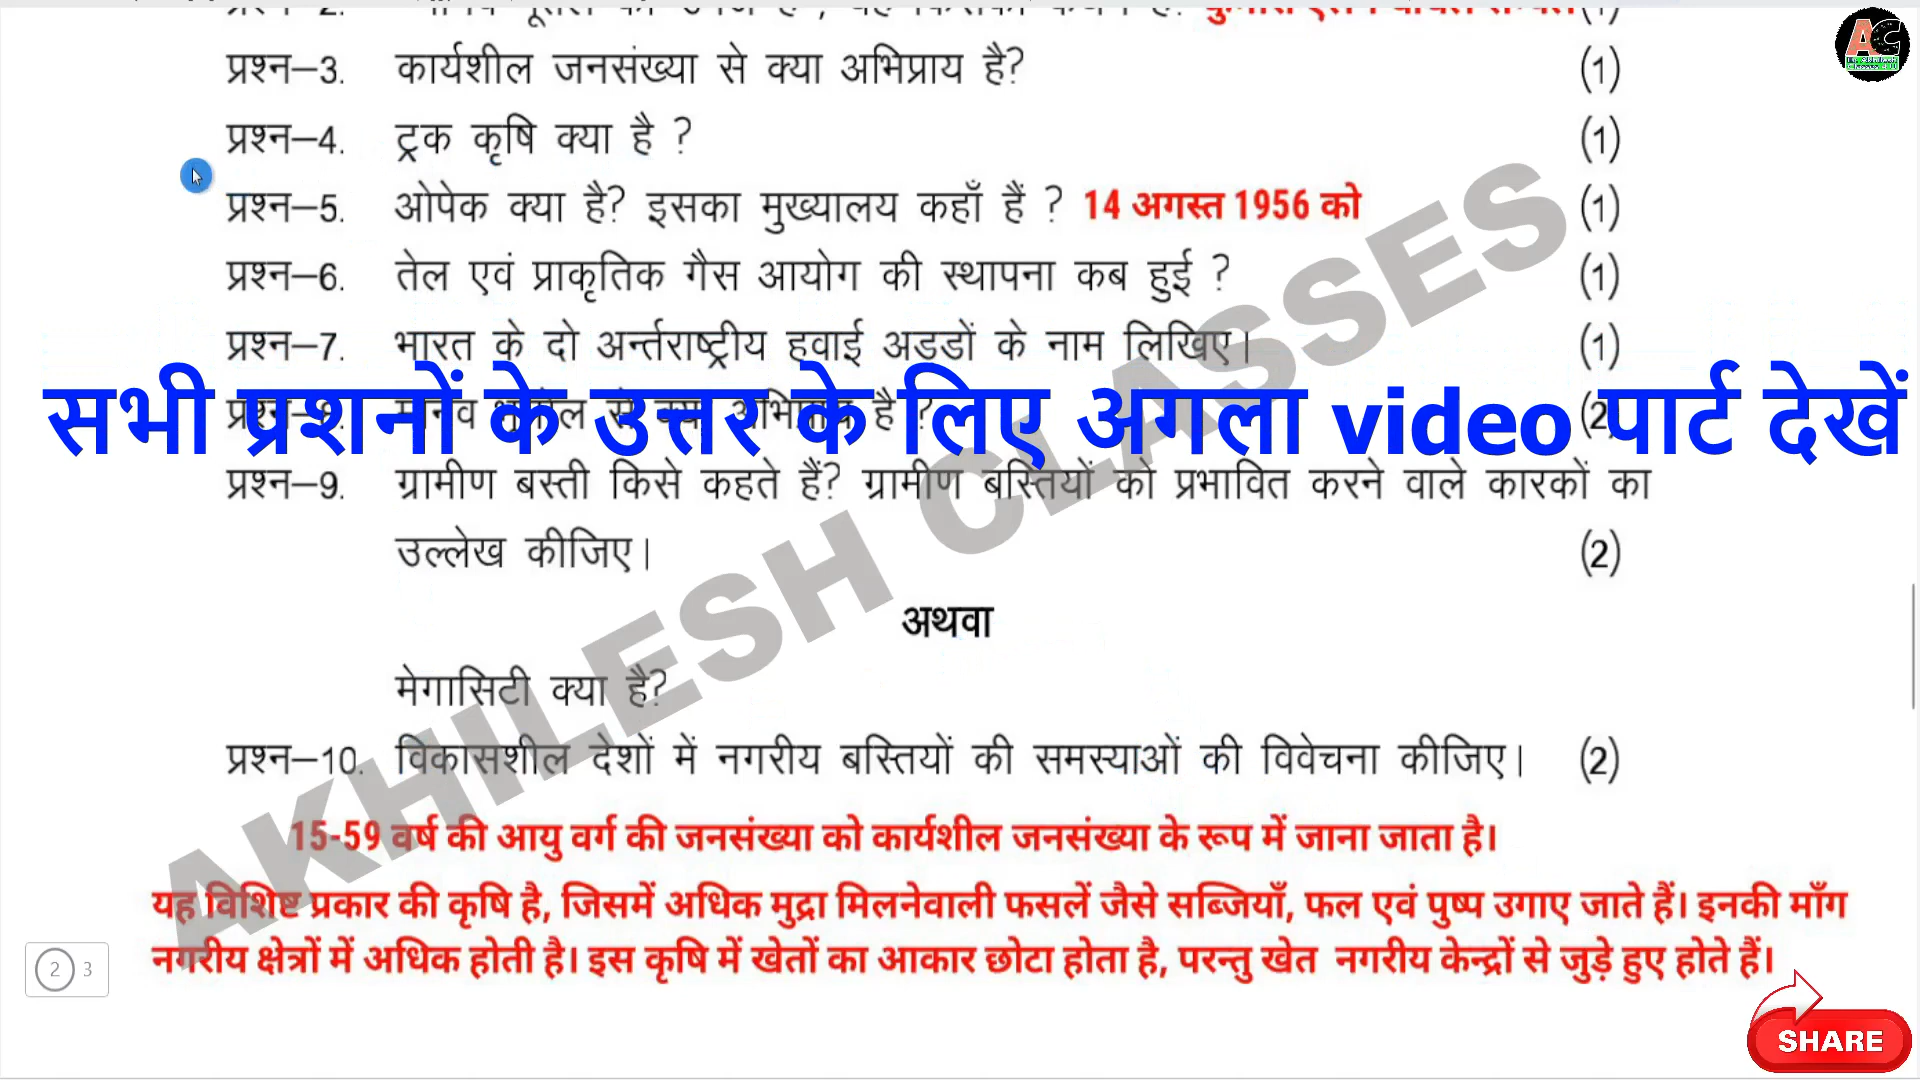 प्रश्न–3. कार्यशील जनसंख्या से क्या अभिप्राय है? (1)
प्रश्न–4. ट्रक कृषि क्या है ? (1)
प्रश्न–5. ओपेक क्या है? इसका मुख्यालय कहाँ हैं ? 14 अगस्त 1956 को (1)
प्रश्न–6. तेल एवं प्राकृतिक गैस आयोग की स्थापना कब हुई ? (1)
प्रश्न–7. भारत के दो अर्न्तराष्ट्रीय हवाई अड्डों के नाम लिखिए। (1)
सभी प्रशनों के उत्तर के लिए अगला video पार्ट देखें
प्रश्न–9. ग्रामीण बस्ती किसे कहते हैं? ग्रामीण बस्तियों को प्रभावित करने वाले कारकों का
उल्लेख कीजिए। (2)
अथवा
मेगासिटी क्या है?
प्रश्न–10. विकासशील देशों में नगरीय बस्तियों की समस्याओं की विवेचना कीजिए। (2)
15-59 वर्ष की आयु वर्ग की जनसंख्या को कार्यशील जनसंख्या के रूप में जाना जाता है।
यह विशिष्ट प्रकार की कृषि है, जिसमें अधिक मुद्रा मिलनेवाली फसलें जैसे सब्जियाँ, फल एवं पुष्प उगाए जाते हैं। इनकी माँग
नगरीय क्षेत्रों में अधिक होती है। इस कृषि में खेतों का आकार छोटा होता है, परन्तु खेत नगरीय केन्द्रों से जुड़े हुए होते हैं।
AKHILESH CLASSES
AC
2 3
SHARE